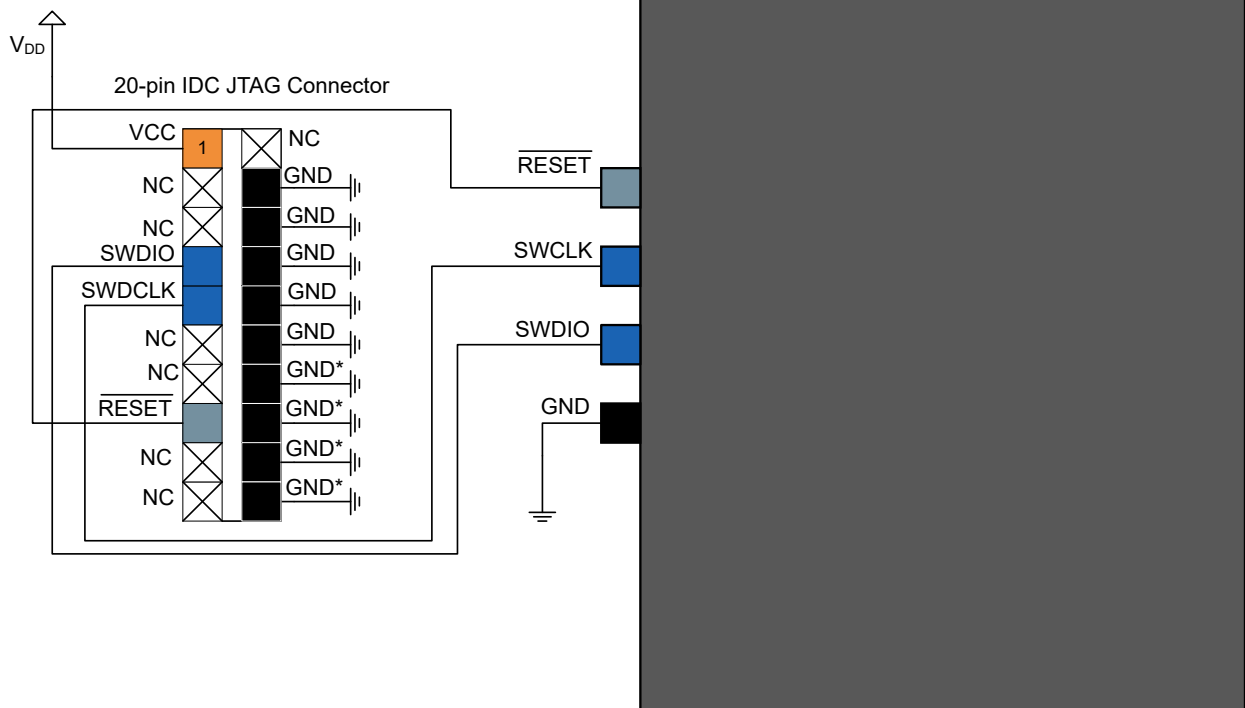 VDD
20-pin IDC JTAG Connector
VCC
1
NC
NC
GND
NC
GND
SWDIO
GND
SWDCLK
GND
NC
GND
NC
GND*
RESET
GND*
NC
GND*
NC
GND*
RESET
SWCLK
SWDIO
GND